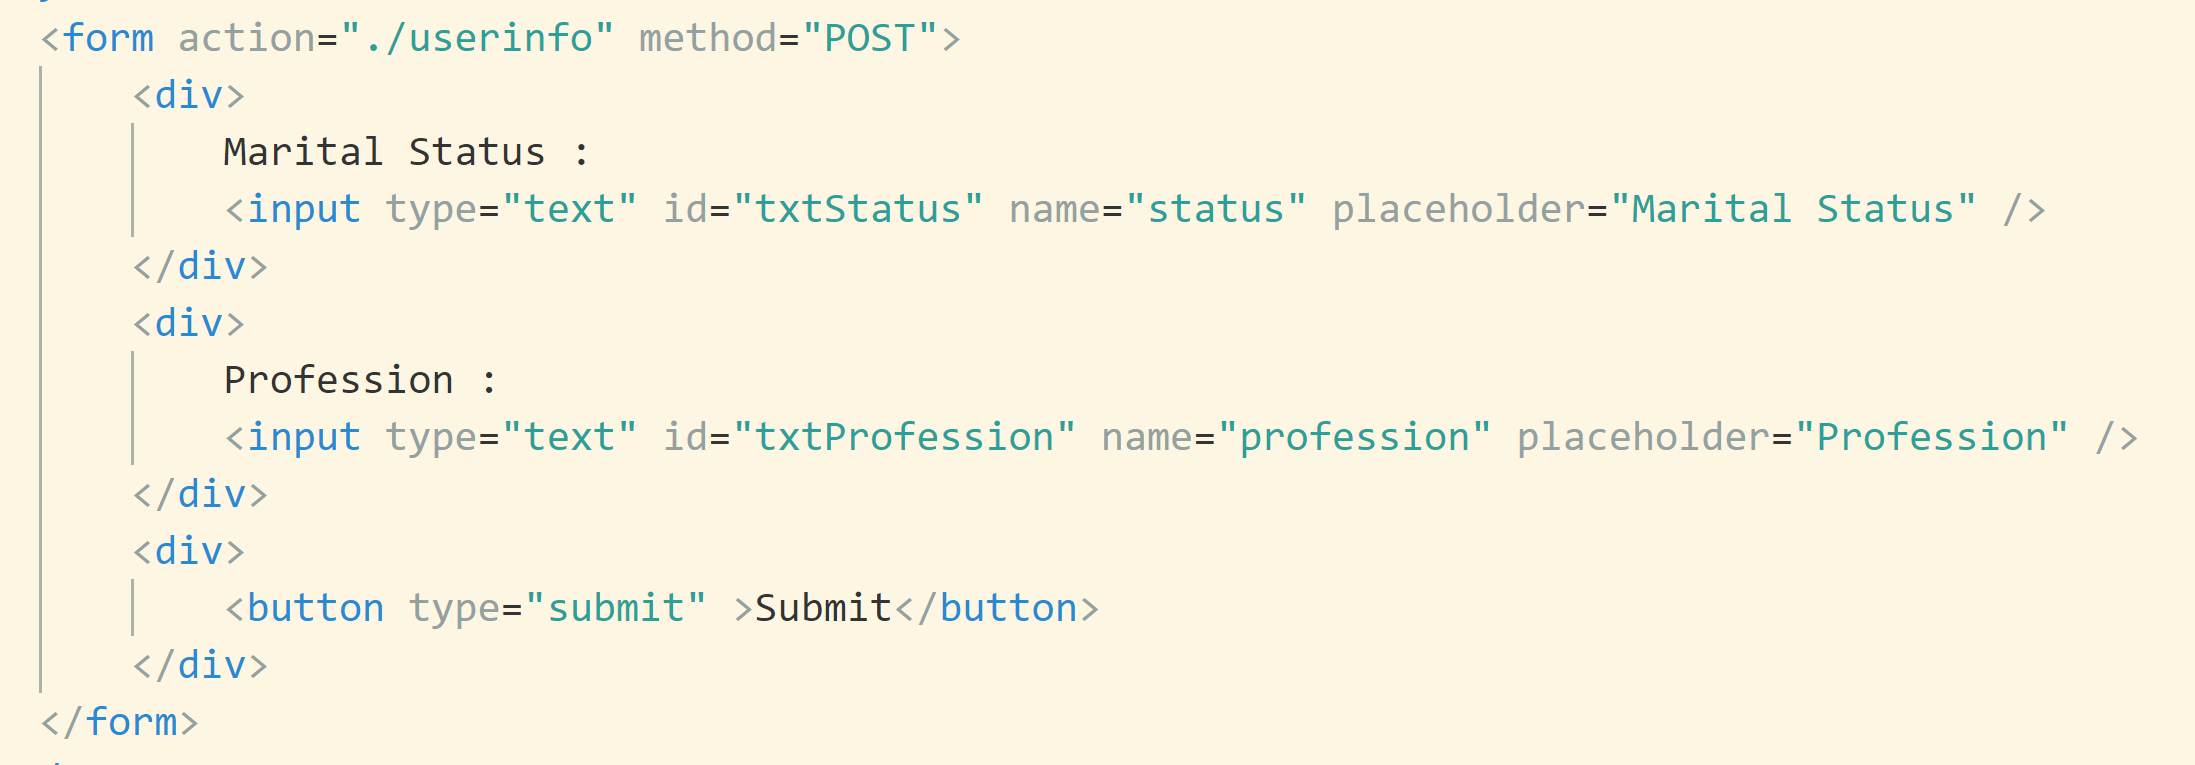 <form action="./userinfo" method="POST">
<div>
Marital Status :
<input type="text" id="txtStatus" name="status" placeholder="Marital Status" />
</div>
<div>
Profession :
<input type="text" id="txtProfession" name="profession" placeholder="Profession" />
</div>
<div>
<button type="submit" >Submit</button>
</div>
</form>